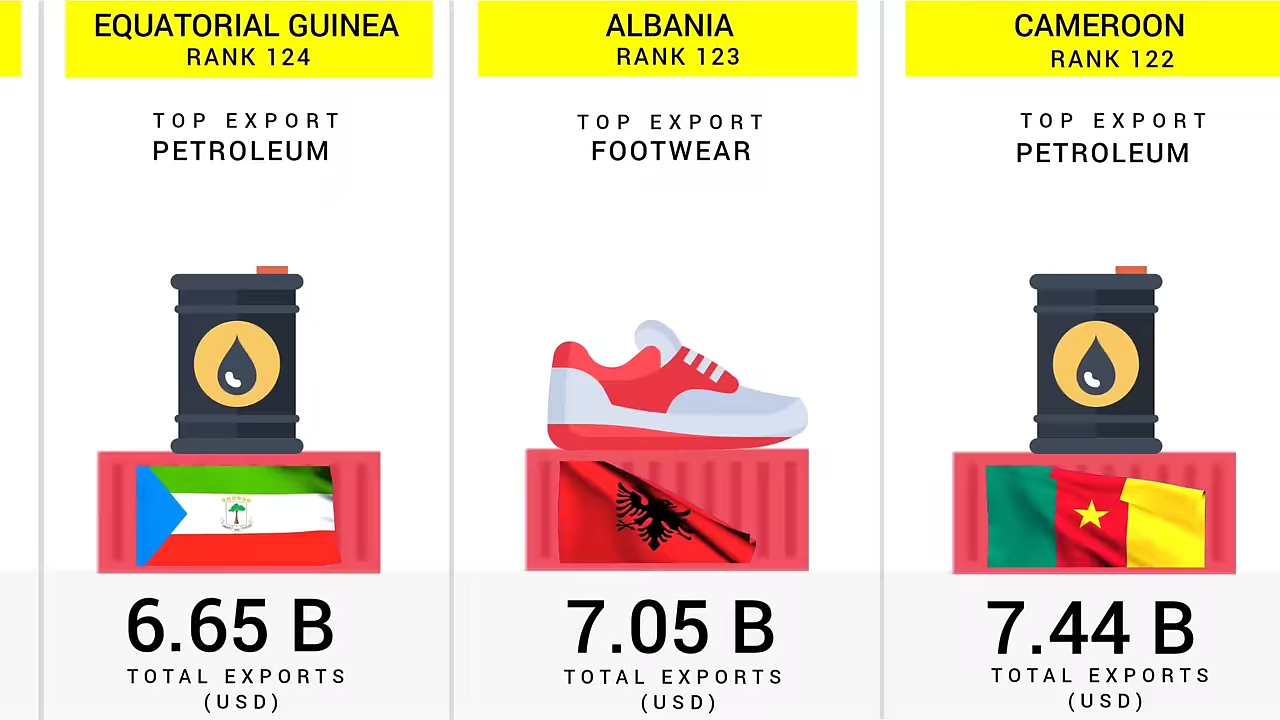 EQUATORIAL GUINEA
RANK 124
TOP EXPORT
PETROLEUM
6.65 B
TOTAL EXPORTS
(USD)
ALBANIA
RANK 123
TOP EXPORT
FOOTWEAR
7.05 B
TOTAL EXPORTS
(USD)
CAMEROON
RANK 122
TOP EXPORT
PETROLEUM
7.44 B
TOTAL EXPORTS
(USD)